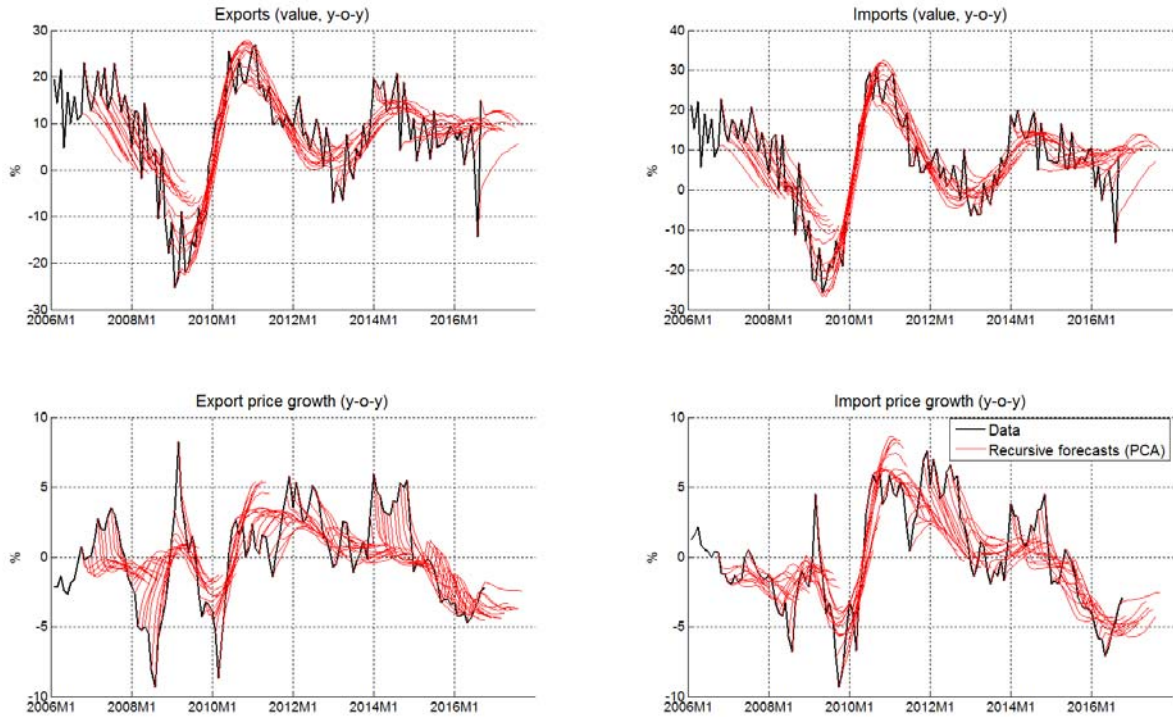 Exports (value, y-o-y)
30
20
10
0
-10
-20
-30
%
2006M1 2008M1 2010M1 2012M1 2014M1 2016M1
Imports (value, y-o-y)
40
30
20
10
0
-10
-20
-30
%
2006M1 2008M1 2010M1 2012M1 2014M1 2016M1
Export price growth (y-o-y)
10
5
0
-5
-10
%
2006M1 2008M1 2010M1 2012M1 2014M1 2016M1
Import price growth (y-o-y)
10
5
0
-5
-10
%
Data
Recursive forecasts (PCA)
2006M1 2008M1 2010M1 2012M1 2014M1 2016M1